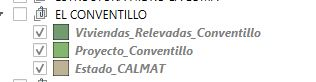 EL CONVENTILLO
Viviendas_Relevadas_Conventillo
Proyecto_Conventillo
Estado_CALMAT